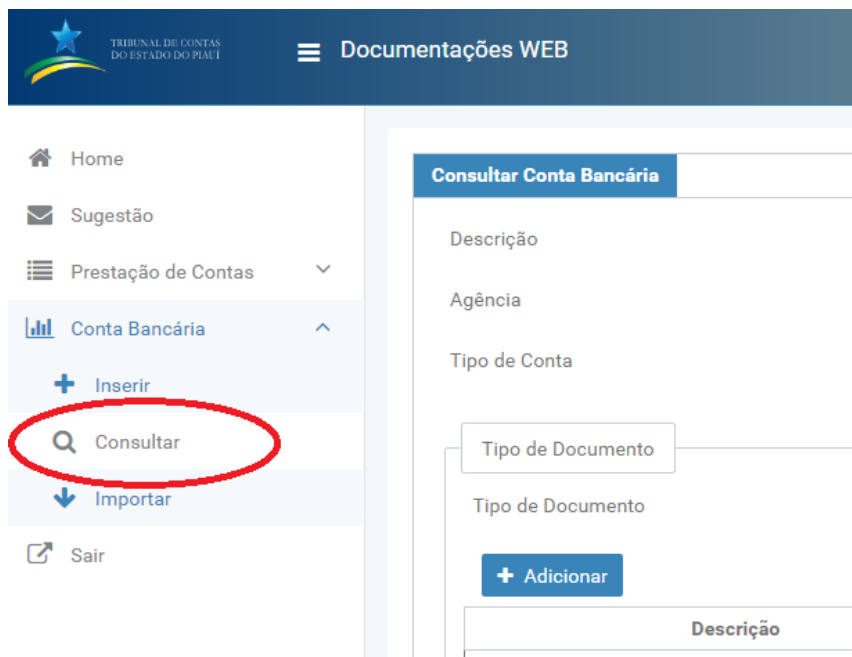 TRIBUNAL DE CONTAS
DO ESTADO DO PIAUÍ
Documentações WEB
Home
Sugestão
Prestação de Contas
Conta Bancária
Inserir
Consultar
Importar
Sair
Consultar Conta Bancária
Descrição
Agência
Tipo de Conta
Tipo de Documento
Tipo de Documento
Adicionar
Descrição